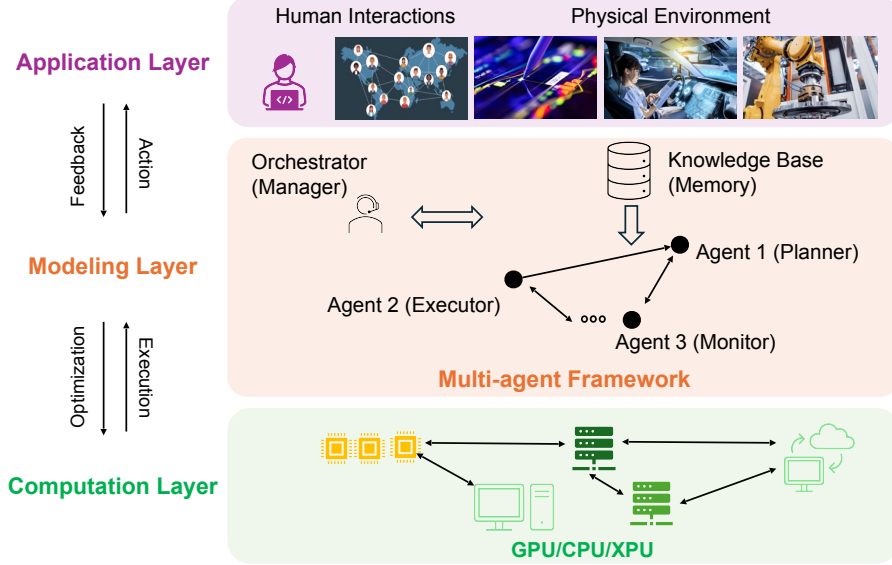 Human Interactions
Physical Environment
Application Layer
Feedback
Action
Orchestrator
(Manager)
Knowledge Base
(Memory)
Modeling Layer
Agent 1 (Planner)
Agent 2 (Executor)
Agent 3 (Monitor)
Multi-agent Framework
Optimization
Execution
Computation Layer
GPU/CPU/XPU